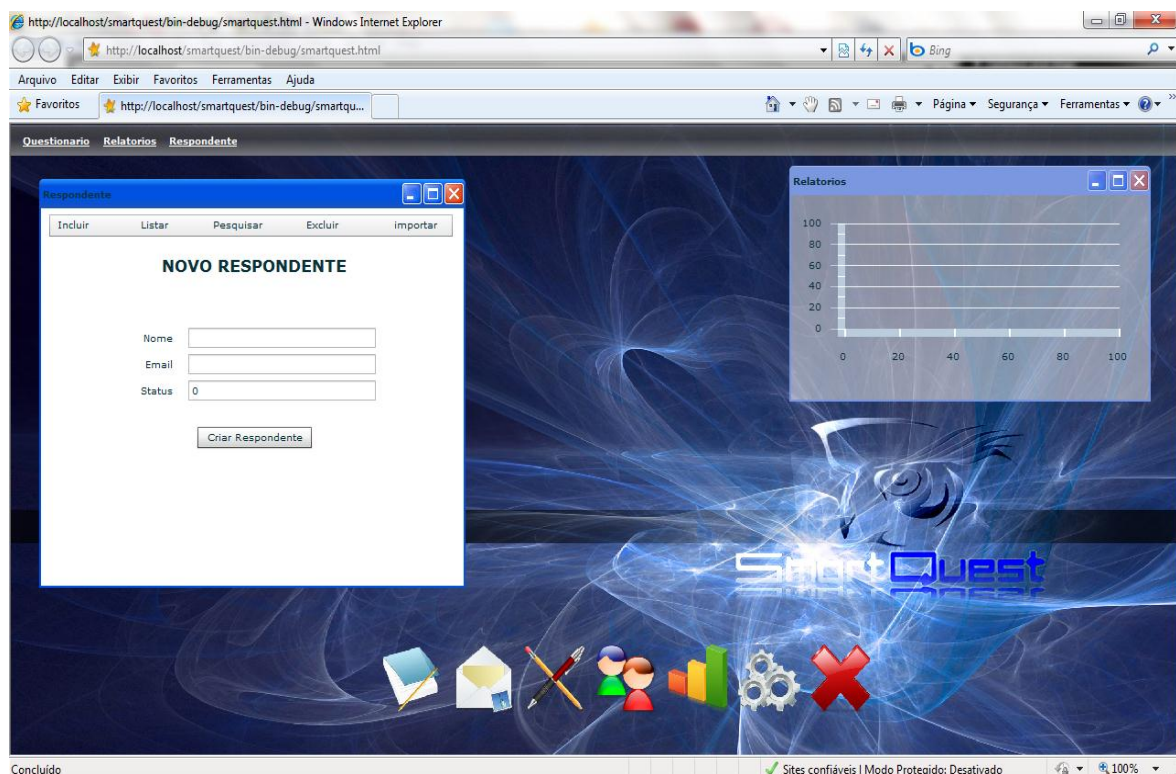 http://localhost/smartquest/bin-debug/smartquest.html - Windows Internet Explorer
http://localhost/smartquest/bin-debug/smartquest.html
Bing
Arquivo Editar Exibir Favoritos Ferramentas Ajuda
Favoritos http://localhost/smartquest/bin-debug/smartqu... Página Segurança Ferramentas
Questionario Relatorios Respondente
Respondente
Incluir Listar Pesquisar Excluir importar
NOVO RESPONDENTE
Nome
Email
Status 0
Criar Respondente
Relatorios
100
80
60
40
20
0
0 20 40 60 80 100
SmartQuest
Concluído Sites confiáveis | Modo Protegido: Desativado 100%